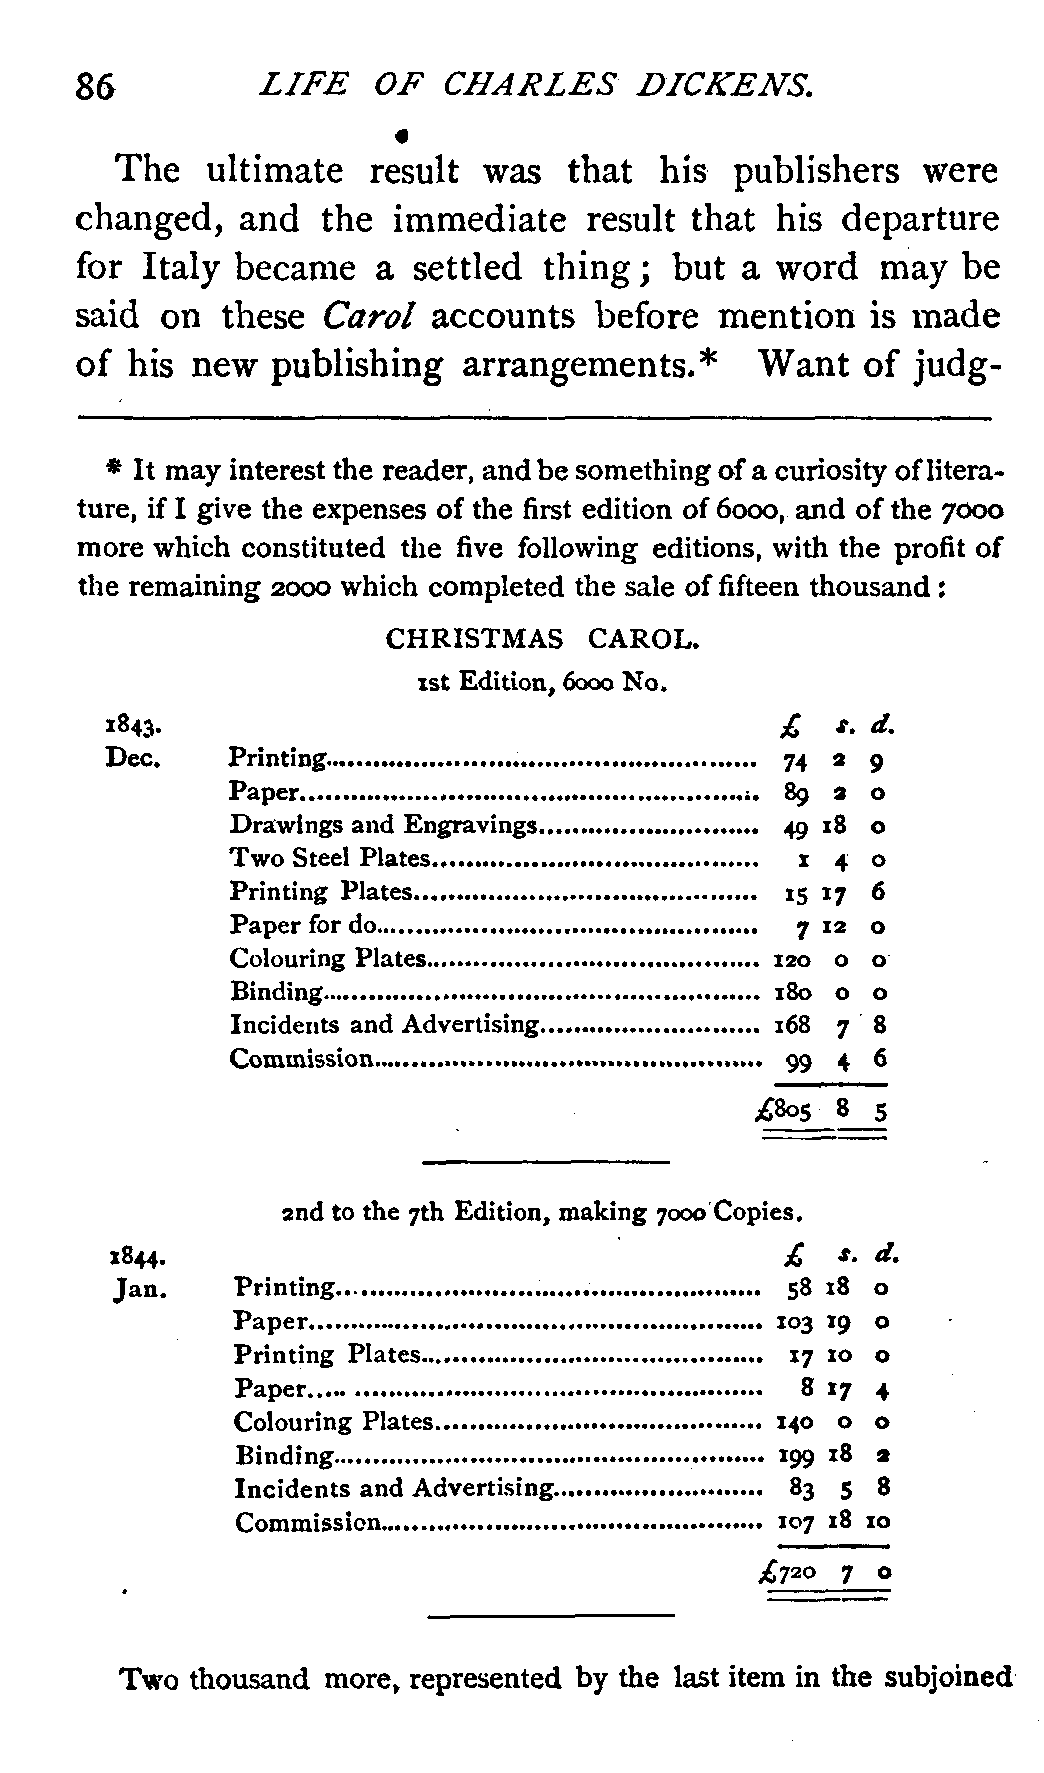 86 LIFE OF CHARLES DICKENS.
The ultimate result was that his publishers were
changed, and the immediate result that his departure
for Italy became a settled thing; but a word may be
said on these Carol accounts before mention is made
of his new publishing arrangements.* Want of judg-
* It may interest the reader, and be something of a curiosity of litera-
ture, if I give the expenses of the first edition of 6000, and of the 7000
more which constituted the five following editions, with the profit of
the remaining 2000 which completed the sale of fifteen thousand:
CHRISTMAS CAROL.
1st Edition, 6000 No.
1843. £ s. d.
Dec. Printing 74 2 9
Paper 89 2 0
Drawings and Engravings 49 18 0
Two Steel Plates 1 4 0
Printing Plates 15 17 6
Paper for do. 7 12 0
Colouring Plates 120 0 0
Binding 180 0 0
Incidents and Advertising 168 7 8
Commission 99 4 6
£805 8 5
2nd to the 7th Edition, making 7000 Copies.
1844. £ s. d.
Jan. Printing 58 18 0
Paper 103 19 0
Printing Plates 17 10 0
Paper 8 17 4
Colouring Plates 140 0 0
Binding 199 18 2
Incidents and Advertising 83 5 8
Commission 107 18 10
£720 7 0
Two thousand more, represented by the last item in the subjoined